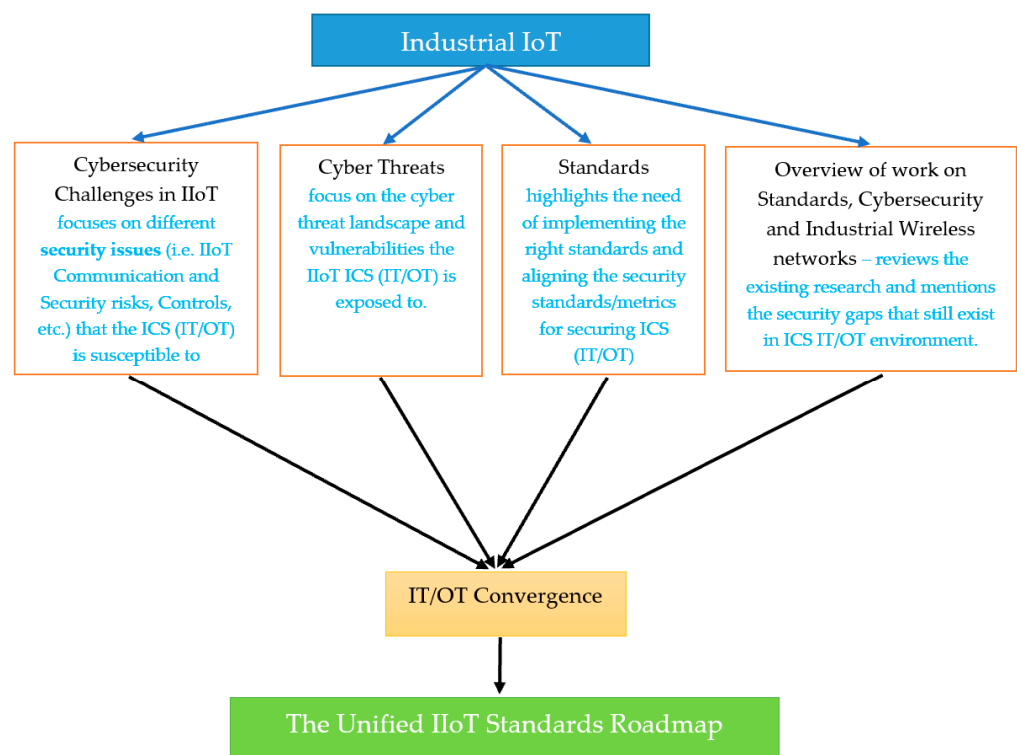 Industrial IoT
Cybersecurity
Challenges in IIoT
focuses on different
security issues (i.e. IIoT
Communication and
Security risks, Controls,
etc.) that the ICS (IT/OT)
is susceptible to
Cyber Threats
focus on the cyber
threat landscape and
vulnerabilities the
IIoT ICS (IT/OT) is
exposed to.
Standards
highlights the need
of implementing the
right standards and
aligning the security
standards/metrics
for securing ICS
(IT/OT)
Overview of work on
Standards, Cybersecurity
and Industrial Wireless
networks – reviews the
existing research and mentions
the security gaps that still exist
in ICS IT/OT environment.
IT/OT Convergence
The Unified IIoT Standards Roadmap